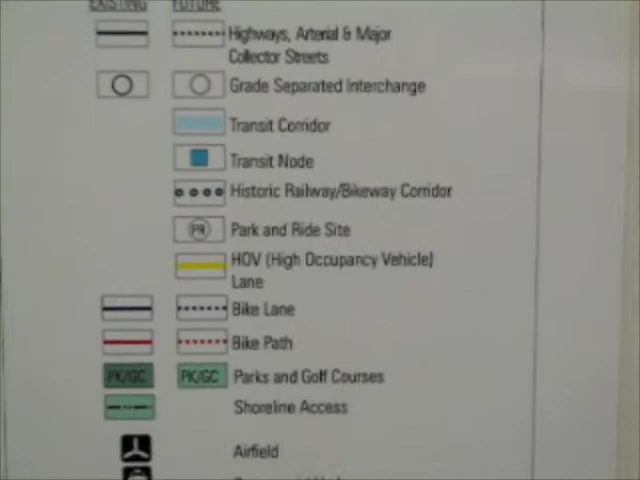 EXISTING FUTURE
Highways, Arterial & Major
Collector Streets
Grade Separated Interchange
Transit Corridor
Transit Node
Historic Railway/Bikeway Corridor
PR Park and Ride Site
HOV (High Occupancy Vehicle)
Lane
Bike Lane
Bike Path
PK/GC PK/GC Parks and Golf Courses
Shoreline Access
Airfield